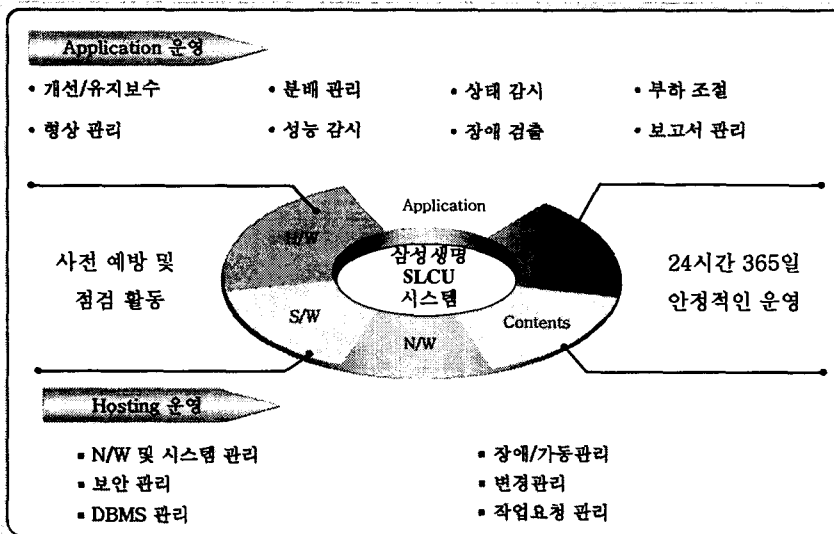 Application 운영
• 개선/유지보수 • 분배 관리 • 상태 감시 • 부하 조절
• 형상 관리 • 성능 감시 • 장애 검출 • 보고서 관리
Application
H/W
사전 예방 및
점검 활동
삼성생명
SLCU
시스템
24시간 365일
안정적인 운영
S/W
N/W
Contents
Hosting 운영
▪ N/W 및 시스템 관리 ▪ 장애/가동관리
▪ 보안 관리 ▪ 변경관리
▪ DBMS 관리 ▪ 작업요청 관리